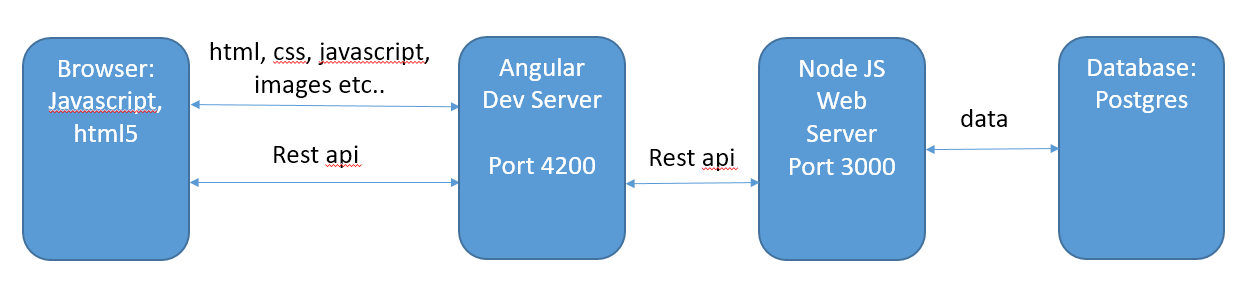 Browser:
Javascript,
html5
html, css, javascript,
images etc..
Rest api
Angular
Dev Server
Port 4200
Rest api
Node JS
Web
Server
Port 3000
data
Database:
Postgres